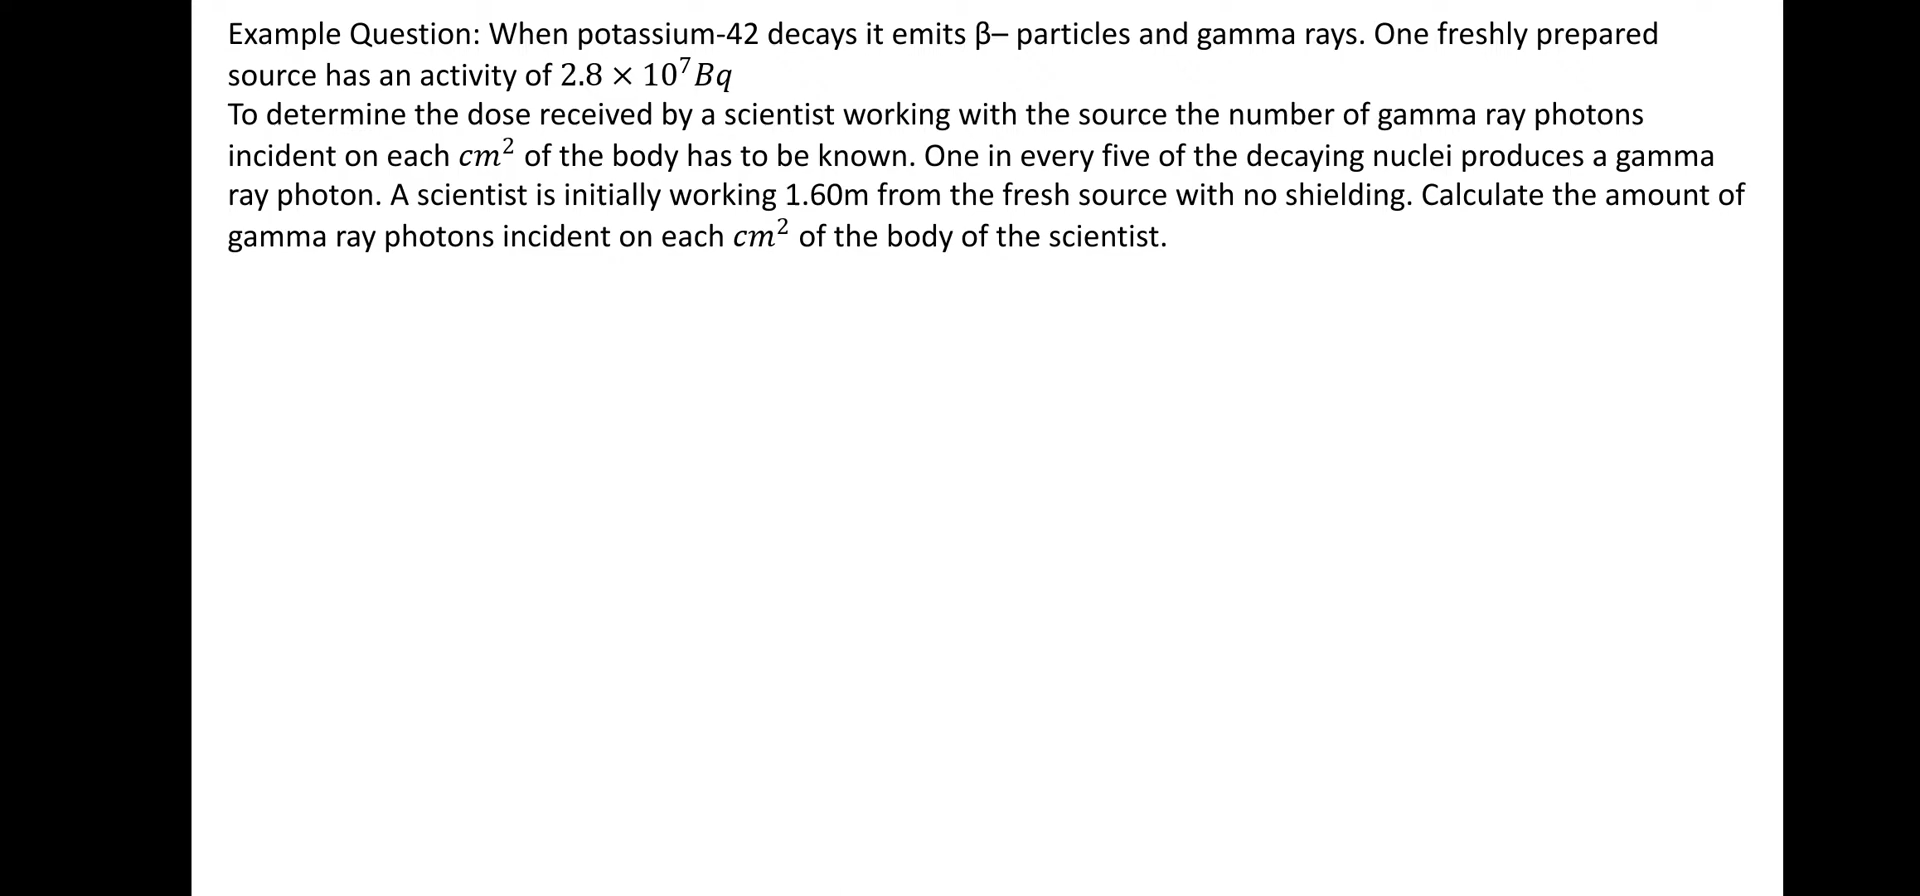 Example Question: When potassium-42 decays it emits β– particles and gamma rays. One freshly prepared
source has an activity of 2.8 × 10⁷ Bq
To determine the dose received by a scientist working with the source the number of gamma ray photons
incident on each cm² of the body has to be known. One in every five of the decaying nuclei produces a gamma
ray photon. A scientist is initially working 1.60m from the fresh source with no shielding. Calculate the amount of
gamma ray photons incident on each cm² of the body of the scientist.